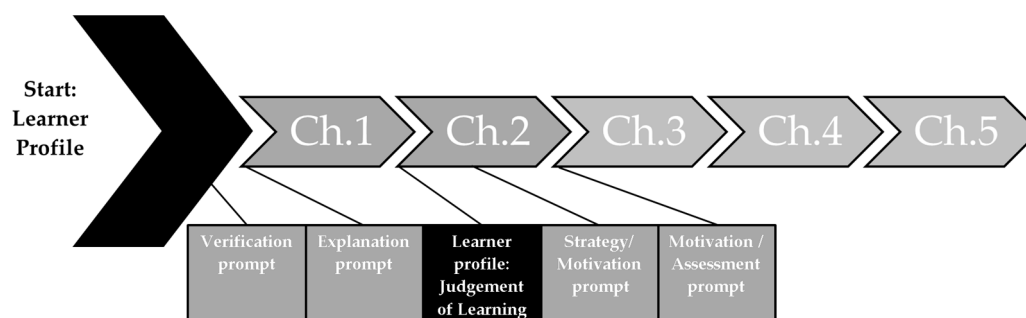 Start:
Learner
Profile
Ch.1
Ch.2
Ch.3
Ch.4
Ch.5
Verification
prompt
Explanation
prompt
Learner
profile:
Judgement
of Learning
Strategy/
Motivation
prompt
Motivation /
Assessment
prompt